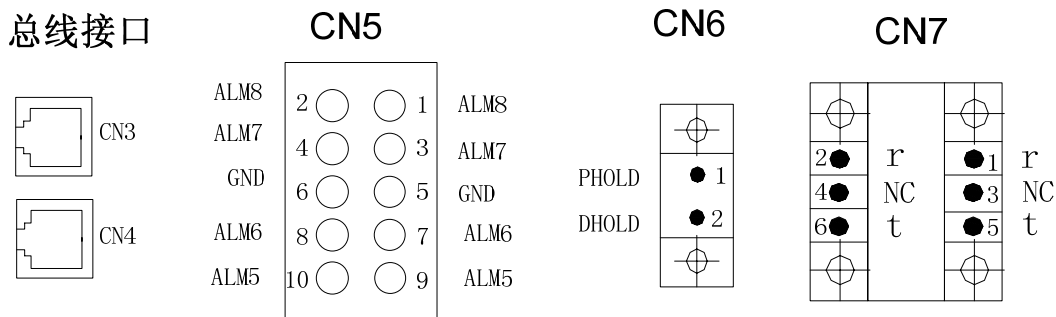 总线接口
CN3
CN4
CN5
ALM8 2 1 ALM8
ALM7 4 3 ALM7
GND 6 5 GND
ALM6 8 7 ALM6
ALM5 10 9 ALM5
CN6
PHOLD 1
DHOLD 2
CN7
2 r 1 r
4 NC 3 NC
6 t 5 t